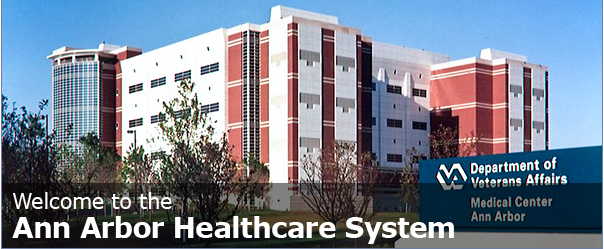 Department of
Veterans Affairs
Medical Center
Ann Arbor
Welcome to the
Ann Arbor Healthcare System